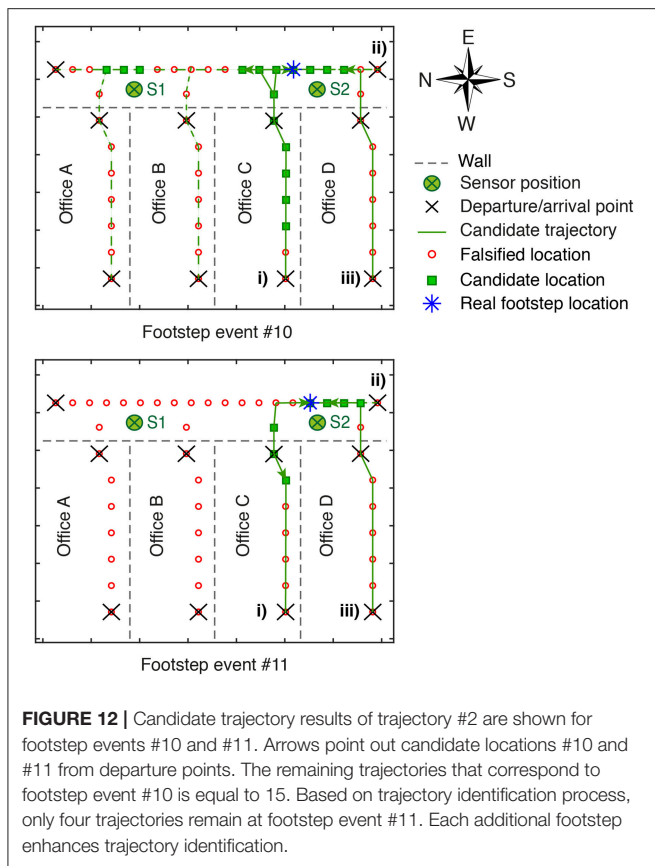 ii)
E
S1
S2
N
S
W
Office A
Office B
Office C
Office D
Wall
Sensor position
Departure/arrival point
Candidate trajectory
Falsified location
Candidate location
Real footstep location
i)
iii)
Footstep event #10
ii)
S1
S2
Office A
Office B
Office C
Office D
i)
iii)
Footstep event #11
FIGURE 12 | Candidate trajectory results of trajectory #2 are shown for
footstep events #10 and #11. Arrows point out candidate locations #10 and
#11 from departure points. The remaining trajectories that correspond to
footstep event #10 is equal to 15. Based on trajectory identification process,
only four trajectories remain at footstep event #11. Each additional footstep
enhances trajectory identification.